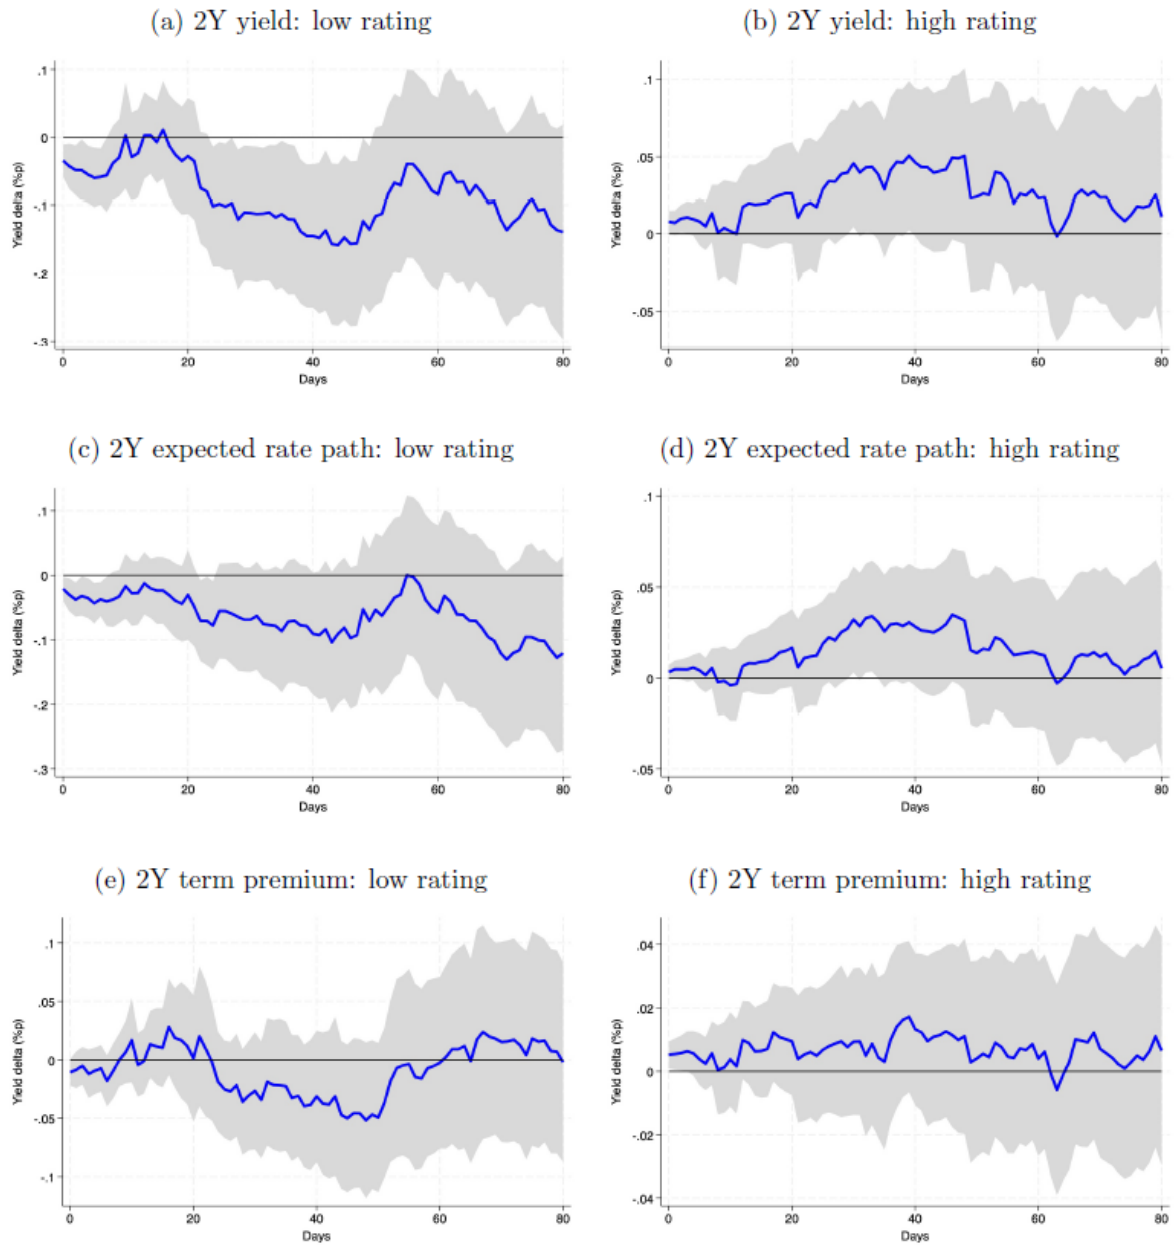 (a) 2Y yield: low rating
(b) 2Y yield: high rating
.1
0
-.1
-.2
-.3
Yield delta (%p)
0 20 40 60 80
Days
.1
.05
0
-.05
Yield delta (%p)
0 20 40 60 80
Days
(c) 2Y expected rate path: low rating
(d) 2Y expected rate path: high rating
.1
0
-.1
-.2
-.3
Yield delta (%p)
0 20 40 60 80
Days
.1
.05
0
-.05
Yield delta (%p)
0 20 40 60 80
Days
(e) 2Y term premium: low rating
(f) 2Y term premium: high rating
.1
.05
0
-.05
-.1
Yield delta (%p)
0 20 40 60 80
Days
.04
.02
0
-.02
-.04
Yield delta (%p)
0 20 40 60 80
Days